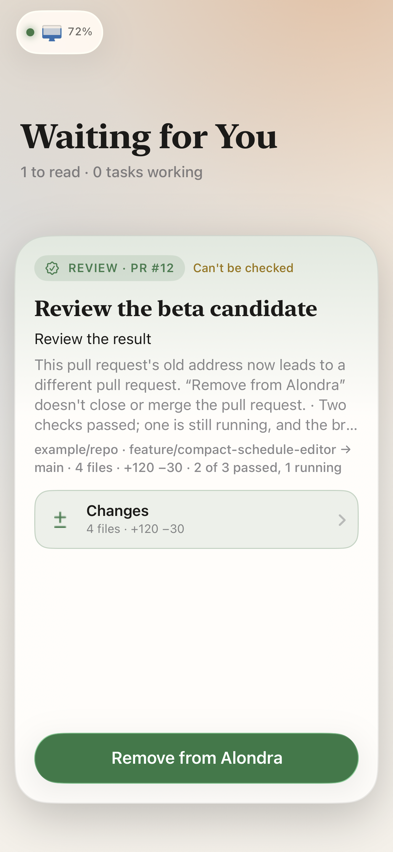 72%
Waiting for You
1 to read · 0 tasks working
REVIEW · PR #12 Can't be checked
Review the beta candidate
Review the result
This pull request's old address now leads to a
different pull request. “Remove from Alondra”
doesn't close or merge the pull request. · Two
checks passed; one is still running, and the br...
example/repo · feature/compact-schedule-editor →
main · 4 files · +120 −30 · 2 of 3 passed, 1 running
Changes
4 files · +120 −30
Remove from Alondra